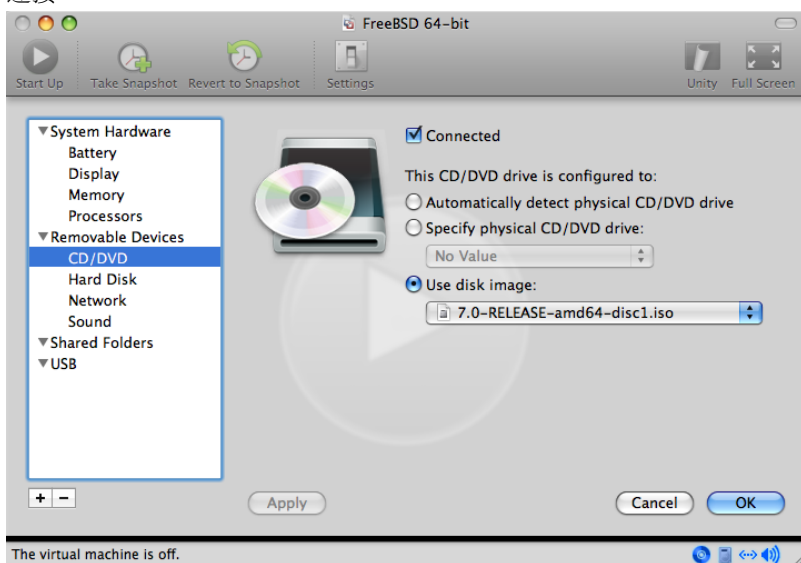 FreeBSD 64-bit
Start Up Take Snapshot Revert to Snapshot Settings Unity Full Screen
System Hardware
Battery
Display
Memory
Processors
Removable Devices
CD/DVD
Hard Disk
Network
Sound
Shared Folders
USB
Connected
This CD/DVD drive is configured to:
Automatically detect physical CD/DVD drive
Specify physical CD/DVD drive:
No Value
Use disk image:
7.0-RELEASE-amd64-disc1.iso
Apply Cancel OK
The virtual machine is off.